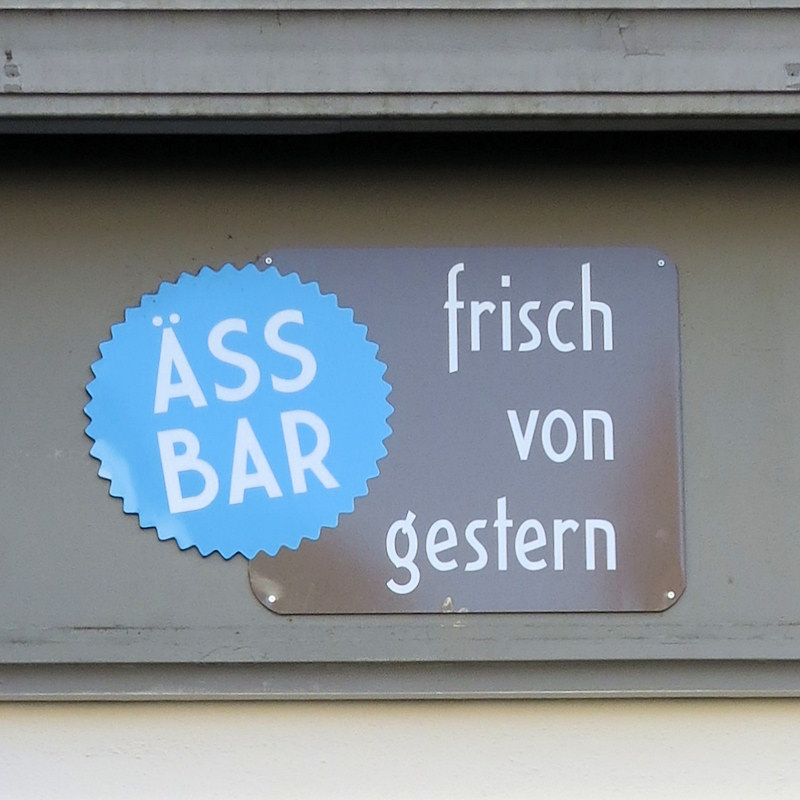 ÄSS
BAR
frisch
von
gestern